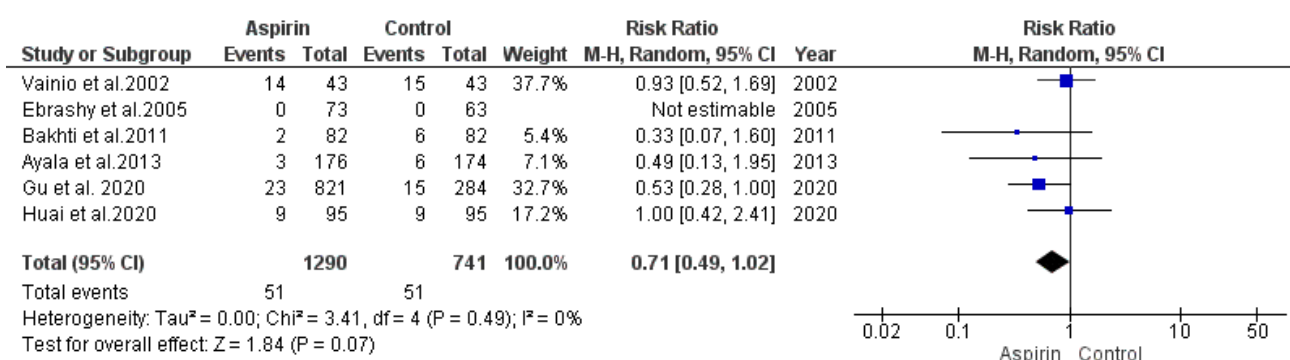 Aspirin Control Risk Ratio Risk Ratio
Study or Subgroup Events Total Events Total Weight M-H, Random, 95% CI Year M-H, Random, 95% CI
Vainio et al.2002 14 43 15 43 37.7% 0.93 [0.52, 1.69] 2002
Ebrashy et al.2005 0 73 0 63 Not estimable 2005
Bakhti et al.2011 2 82 6 82 5.4% 0.33 [0.07, 1.60] 2011
Ayala et al.2013 3 176 6 174 7.1% 0.49 [0.13, 1.95] 2013
Gu et al. 2020 23 821 15 284 32.7% 0.53 [0.28, 1.00] 2020
Huai et al.2020 9 95 9 95 17.2% 1.00 [0.42, 2.41] 2020
Total (95% CI) 1290 741 100.0% 0.71 [0.49, 1.02]
Total events 51 51
Heterogeneity: Tau² = 0.00; Chi² = 3.41, df = 4 (P = 0.49); I² = 0%
Test for overall effect: Z = 1.84 (P = 0.07)
0.02 0.1 1 10 50
Aspirin Control